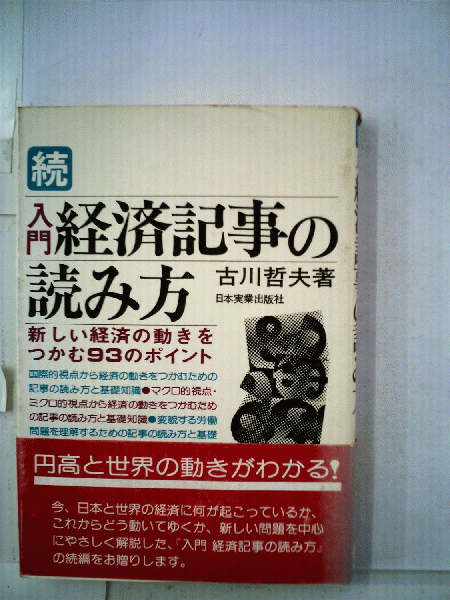 続
入門 経済記事の
読み方 古川哲夫著
日本実業出版社
新しい経済の動きを
つかむ93のポイント
国際的視点から経済の動きをつかむための
記事の読み方と基礎知識●マクロ的視点・
ミクロ的視点から経済の動きをつかむため
の記事の読み方と基礎知識●変貌する労働
問題を理解するための記事の読み方と基礎
円高と世界の動きがわかる!
今、日本と世界の経済に何が起こっているか、
これからどう動いてゆくか、新しい問題を中心
にやさしく解説した、『入門 経済記事の読み方』
の続編をお贈りします。